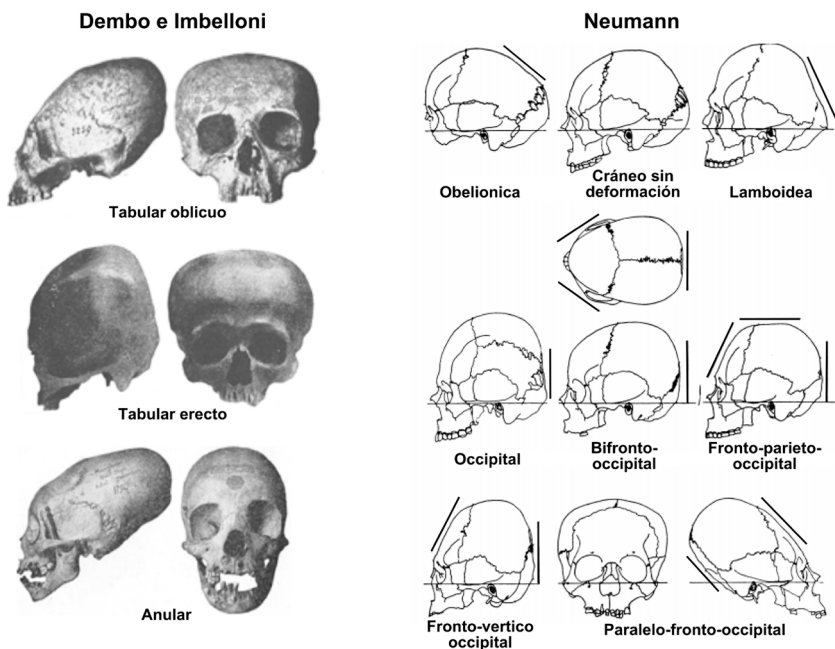 Dembo e Imbelloni
Neumann
Tabular oblicuo
Tabular erecto
Anular
Obelionica
Cráneo sin
deformación
Lamboidea
Occipital
Bifronto-
occipital
Fronto-parieto-
occipital
Fronto-vertico
occipital
Paralelo-fronto-occipital